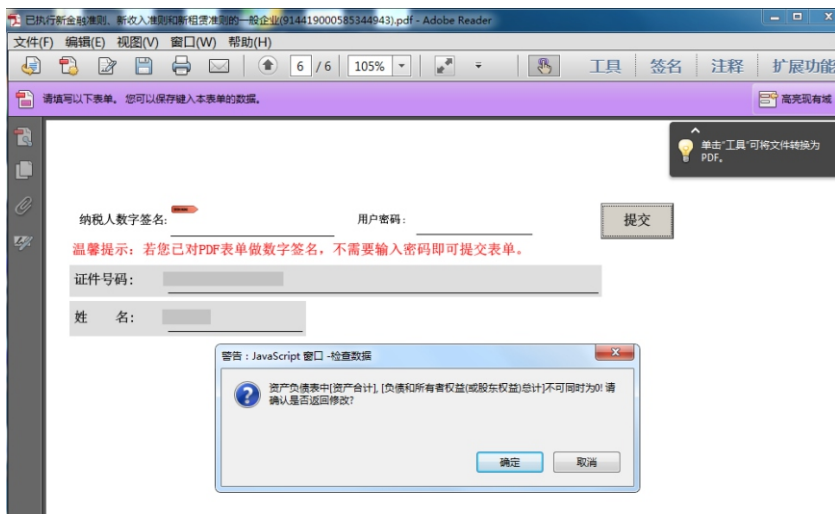 已执行新金融准则、新收入准则和新租赁准则的一般企业(914419000585344943).pdf - Adobe Reader
文件(F) 编辑(E) 视图(V) 窗口(W) 帮助(H)
6 / 6 105% 工具 签名 注释 扩展功能
请填写以下表单。您可以保存键入本表单的数据。 高亮现有域
单击“工具”可将文件转换为
PDF。
纳税人数字签名: 用户密码: 提交
温馨提示：若您已对PDF表单做数字签名，不需要输入密码即可提交表单。
证件号码:
姓 名:
警告：JavaScript 窗口 -检查数据
资产负债表中[资产合计], [负债和所有者权益(或股东权益)总计]不可同时为0! 请
确认是否返回修改?
确定 取消